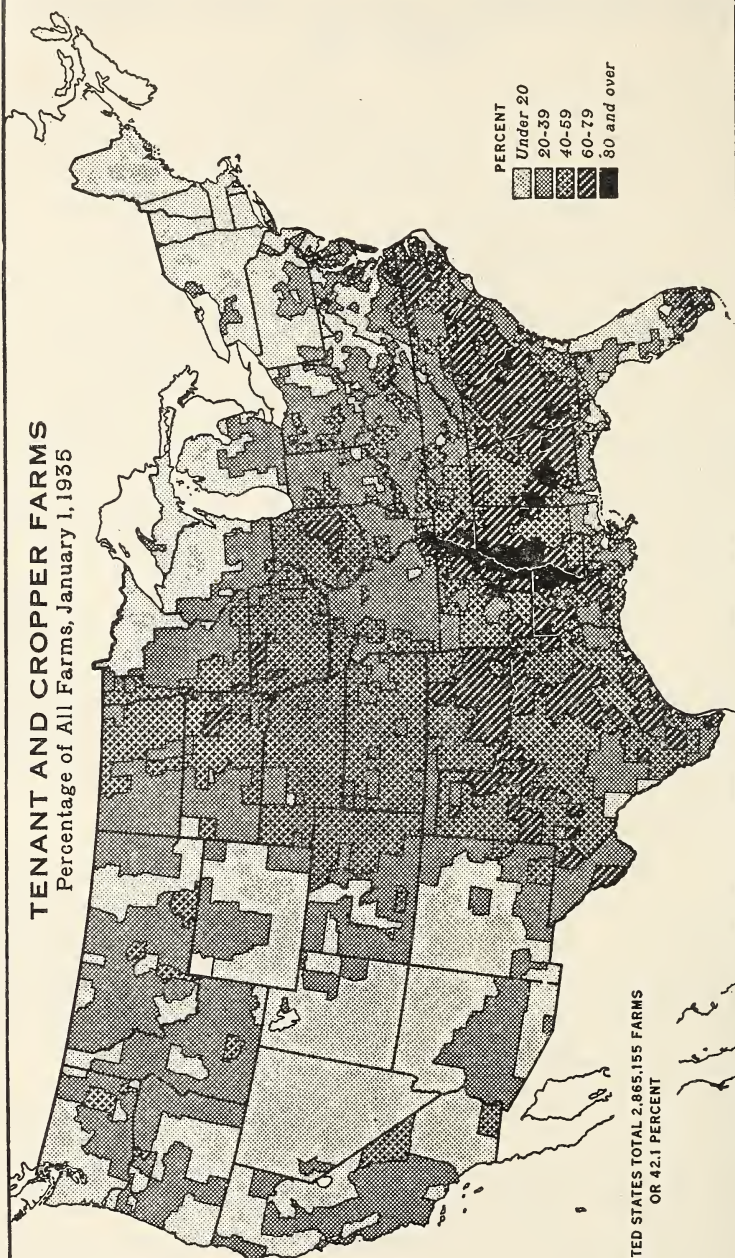 TENANT AND CROPPER FARMS
Percentage of All Farms, January 1, 1935
PERCENT
Under 20
20-39
40-59
60-79
80 and over
TED STATES TOTAL 2,865,155 FARMS
OR 42.1 PERCENT